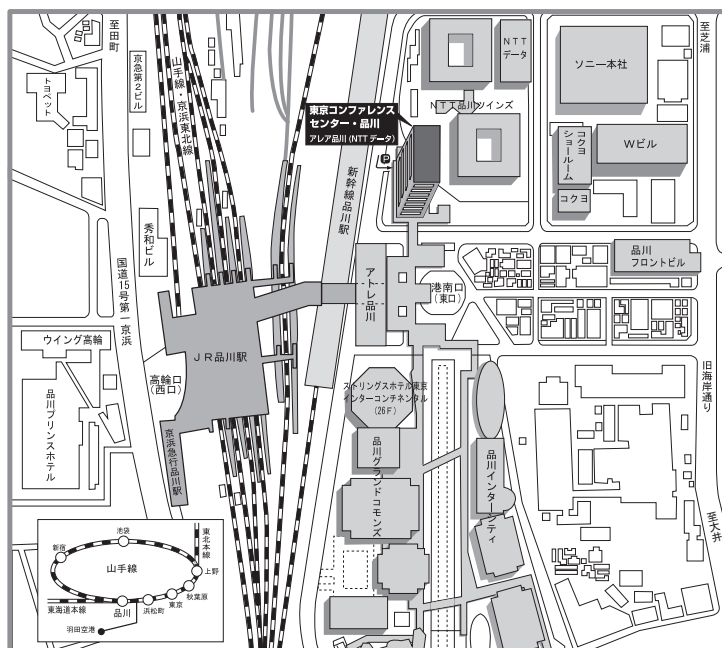 至田町
京急第2ビル
山手線・京浜東北線
トヨペット
東京コンファレンス
センター・品川
アレア品川(NTTデータ)
P
NTT品川ツインズ
NTT
データ
至芝浦
ソニー本社
コクヨ
ショールーム
Wビル
コクヨ
新幹線品川駅
秀和ビル
国道15号第一京浜
アトレ品川
港南口
(東口)
品川
フロントビル
JR品川駅
ウイング高輪
高輪口
(西口)
品川プリンスホテル
京浜急行品川駅
ストリングスホテル東京
インターコンチネンタル
(26F)
品川グランドコモンズ
品川インターシティ
旧海岸通り
至大井
池袋
新宿
山手線
東北本線
上野
秋葉原
東京
浜松町
品川
東海道本線
羽田空港